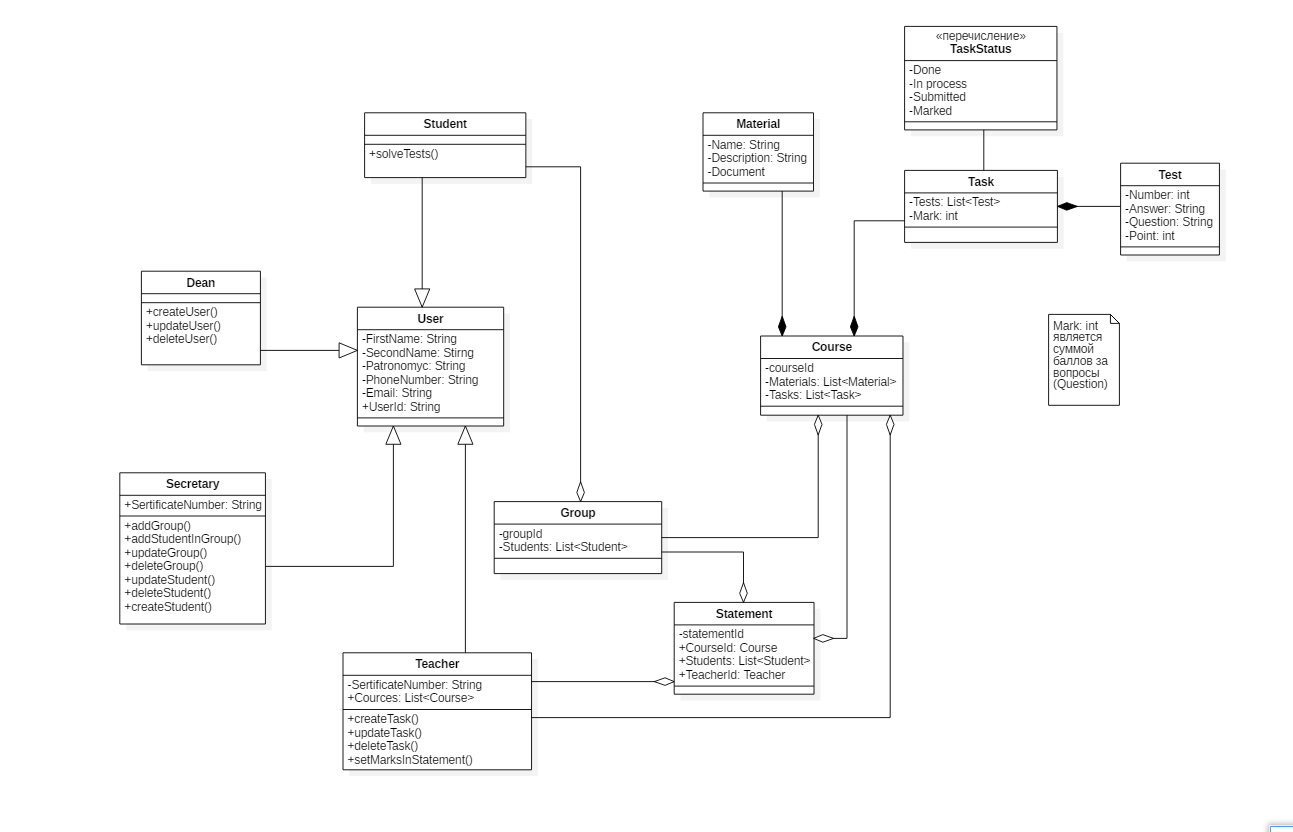 «перечисление»
TaskStatus
-Done
-In process
-Submitted
-Marked
Student
+solveTests()
Material
-Name: String
-Description: String
-Document
Task
-Tests: List<Test>
-Mark: int
Test
-Number: int
-Answer: String
-Question: String
-Point: int
Dean
+createUser()
+updateUser()
+deleteUser()
User
-FirstName: String
-SecondName: Stirng
-Patronomyc: String
-PhoneNumber: String
-Email: String
+UserId: String
Course
-courseId
-Materials: List<Material>
-Tasks: List<Task>
Mark: int
является
суммой
баллов за
вопросы
(Question)
Secretary
+SertificateNumber: String
+addGroup()
+addStudentInGroup()
+updateGroup()
+deleteGroup()
+updateStudent()
+deleteStudent()
+createStudent()
Group
-groupId
-Students: List<Student>
Statement
-statementId
+CourseId: Course
+Students: List<Student>
+TeacherId: Teacher
Teacher
-SertificateNumber: String
+Cources: List<Course>
+createTask()
+updateTask()
+deleteTask()
+setMarksInStatement()